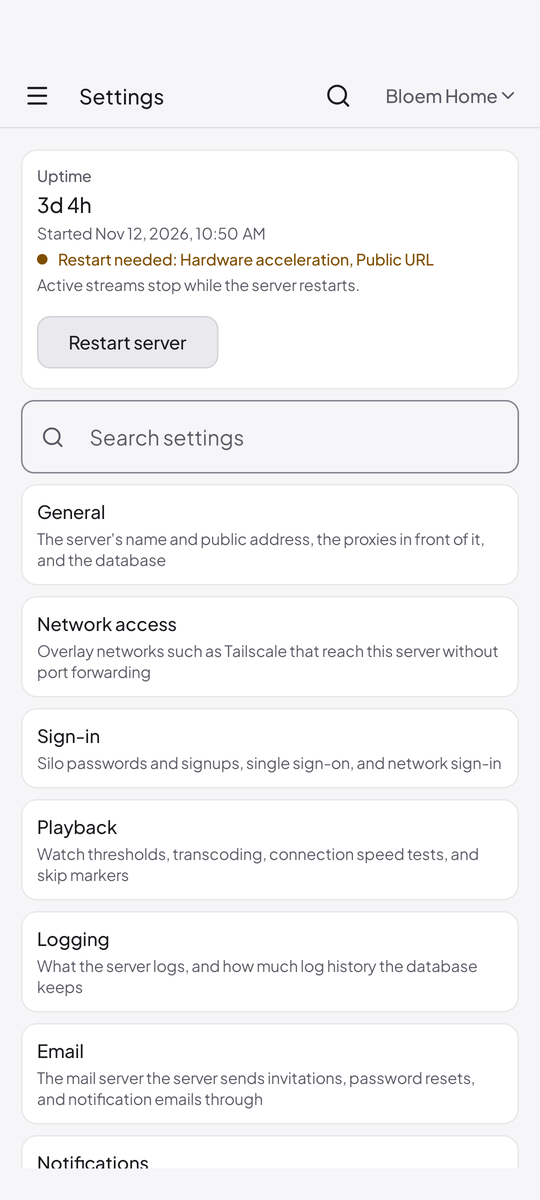 Settings
Bloem Home
Uptime
3d 4h
Started Nov 12, 2026, 10:50 AM
Restart needed: Hardware acceleration, Public URL
Active streams stop while the server restarts.
Restart server
Search settings
General
The server's name and public address, the proxies in front of it,
and the database
Network access
Overlay networks such as Tailscale that reach this server without
port forwarding
Sign-in
Silo passwords and signups, single sign-on, and network sign-in
Playback
Watch thresholds, transcoding, connection speed tests, and
skip markers
Logging
What the server logs, and how much log history the database
keeps
Email
The mail server the server sends invitations, password resets,
and notification emails through
Notifications